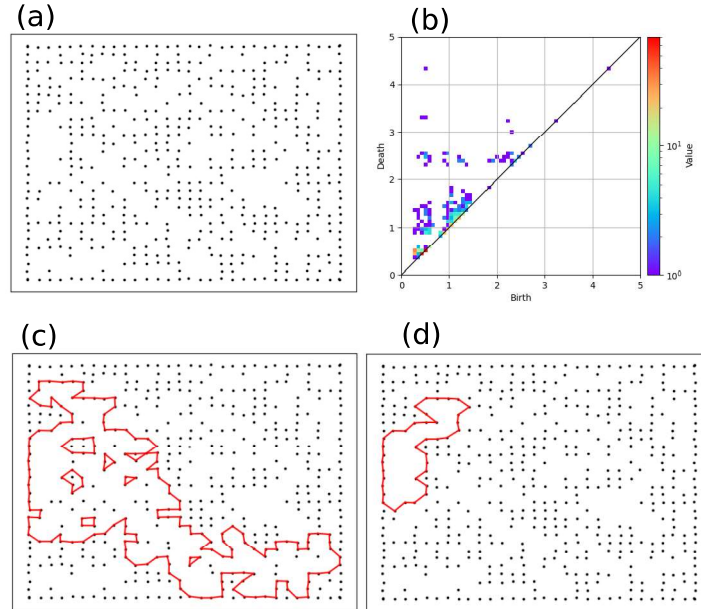 (a)
(b)
5
4
3
2
1
0
Death
0 1 2 3 4 5
Birth
10¹
10⁰
Value
(c)
(d)